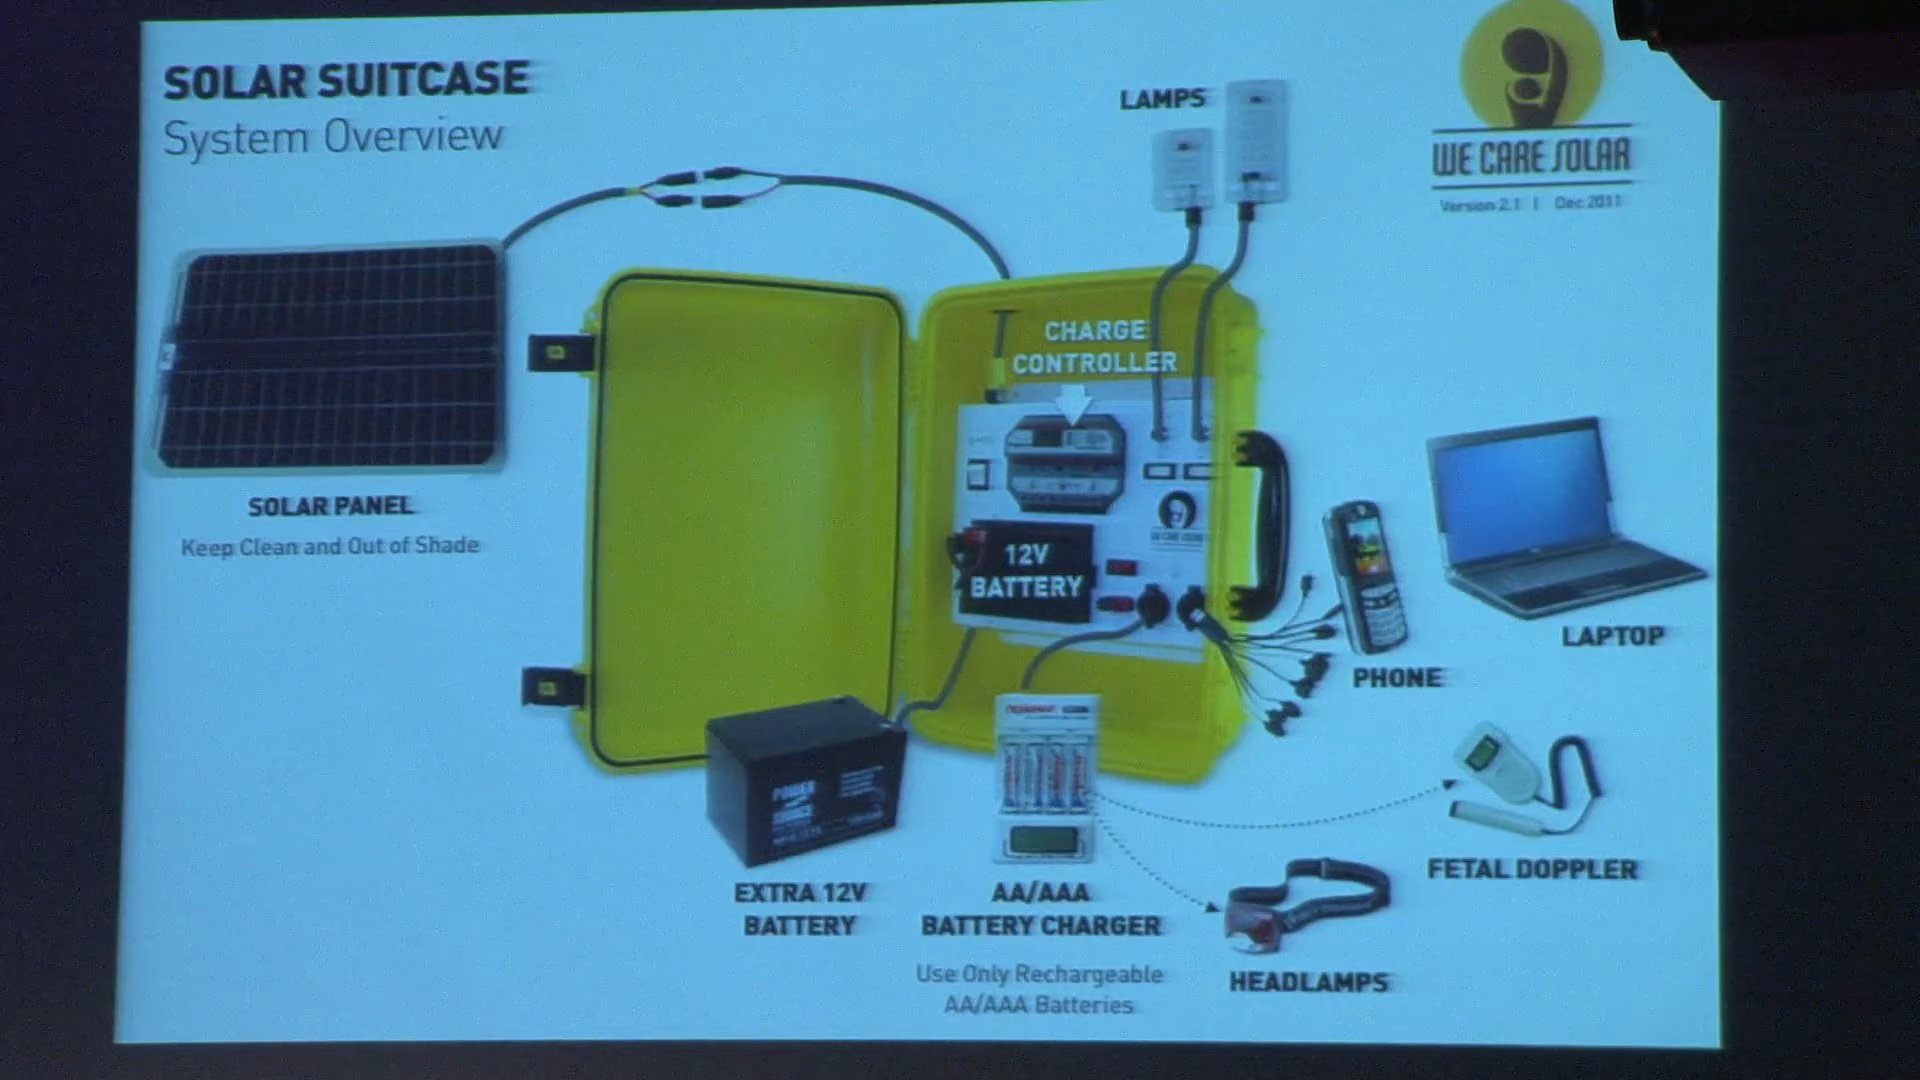 SOLAR SUITCASE
System Overview
LAMPS
WE CARE SOLAR
Version 2.1 | Dec 2011
CHARGE
CONTROLLER
SOLAR PANEL
Keep Clean and Out of Shade
12V
BATTERY
LAPTOP
PHONE
POWER
SOURCE
FETAL DOPPLER
EXTRA 12V
BATTERY
AA/AAA
BATTERY CHARGER
Use Only Rechargeable
AA/AAA Batteries
HEADLAMPS